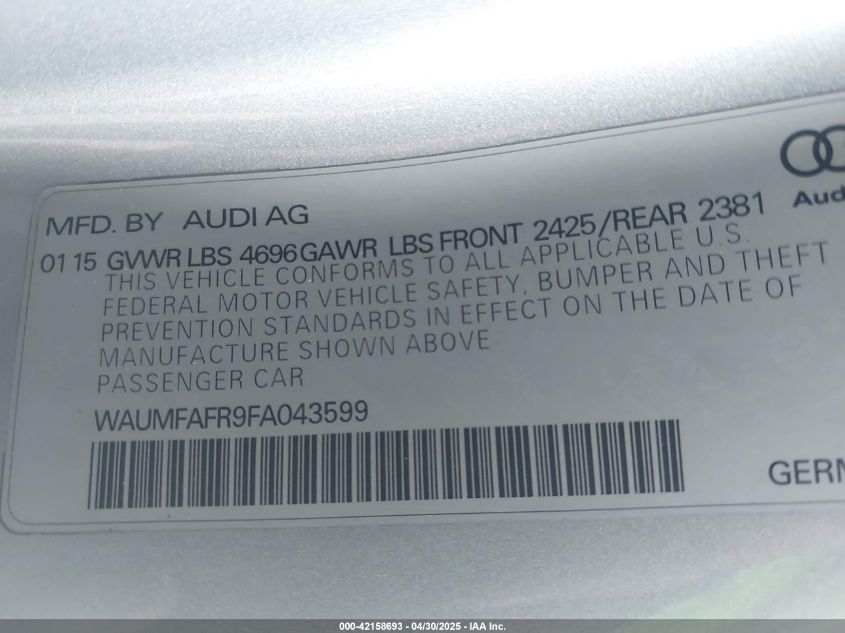 MFD. BY AUDI AG
01 15 GVWR LBS 4696 GAWR LBS FRONT 2425/REAR 2381
THIS VEHICLE CONFORMS TO ALL APPLICABLE U.S.
FEDERAL MOTOR VEHICLE SAFETY, BUMPER AND THEFT
PREVENTION STANDARDS IN EFFECT ON THE DATE OF
MANUFACTURE SHOWN ABOVE
PASSENGER CAR
WAUMFAFR9FA043599
Aud
GERM
000-42158693 - 04/30/2025 - IAA Inc.